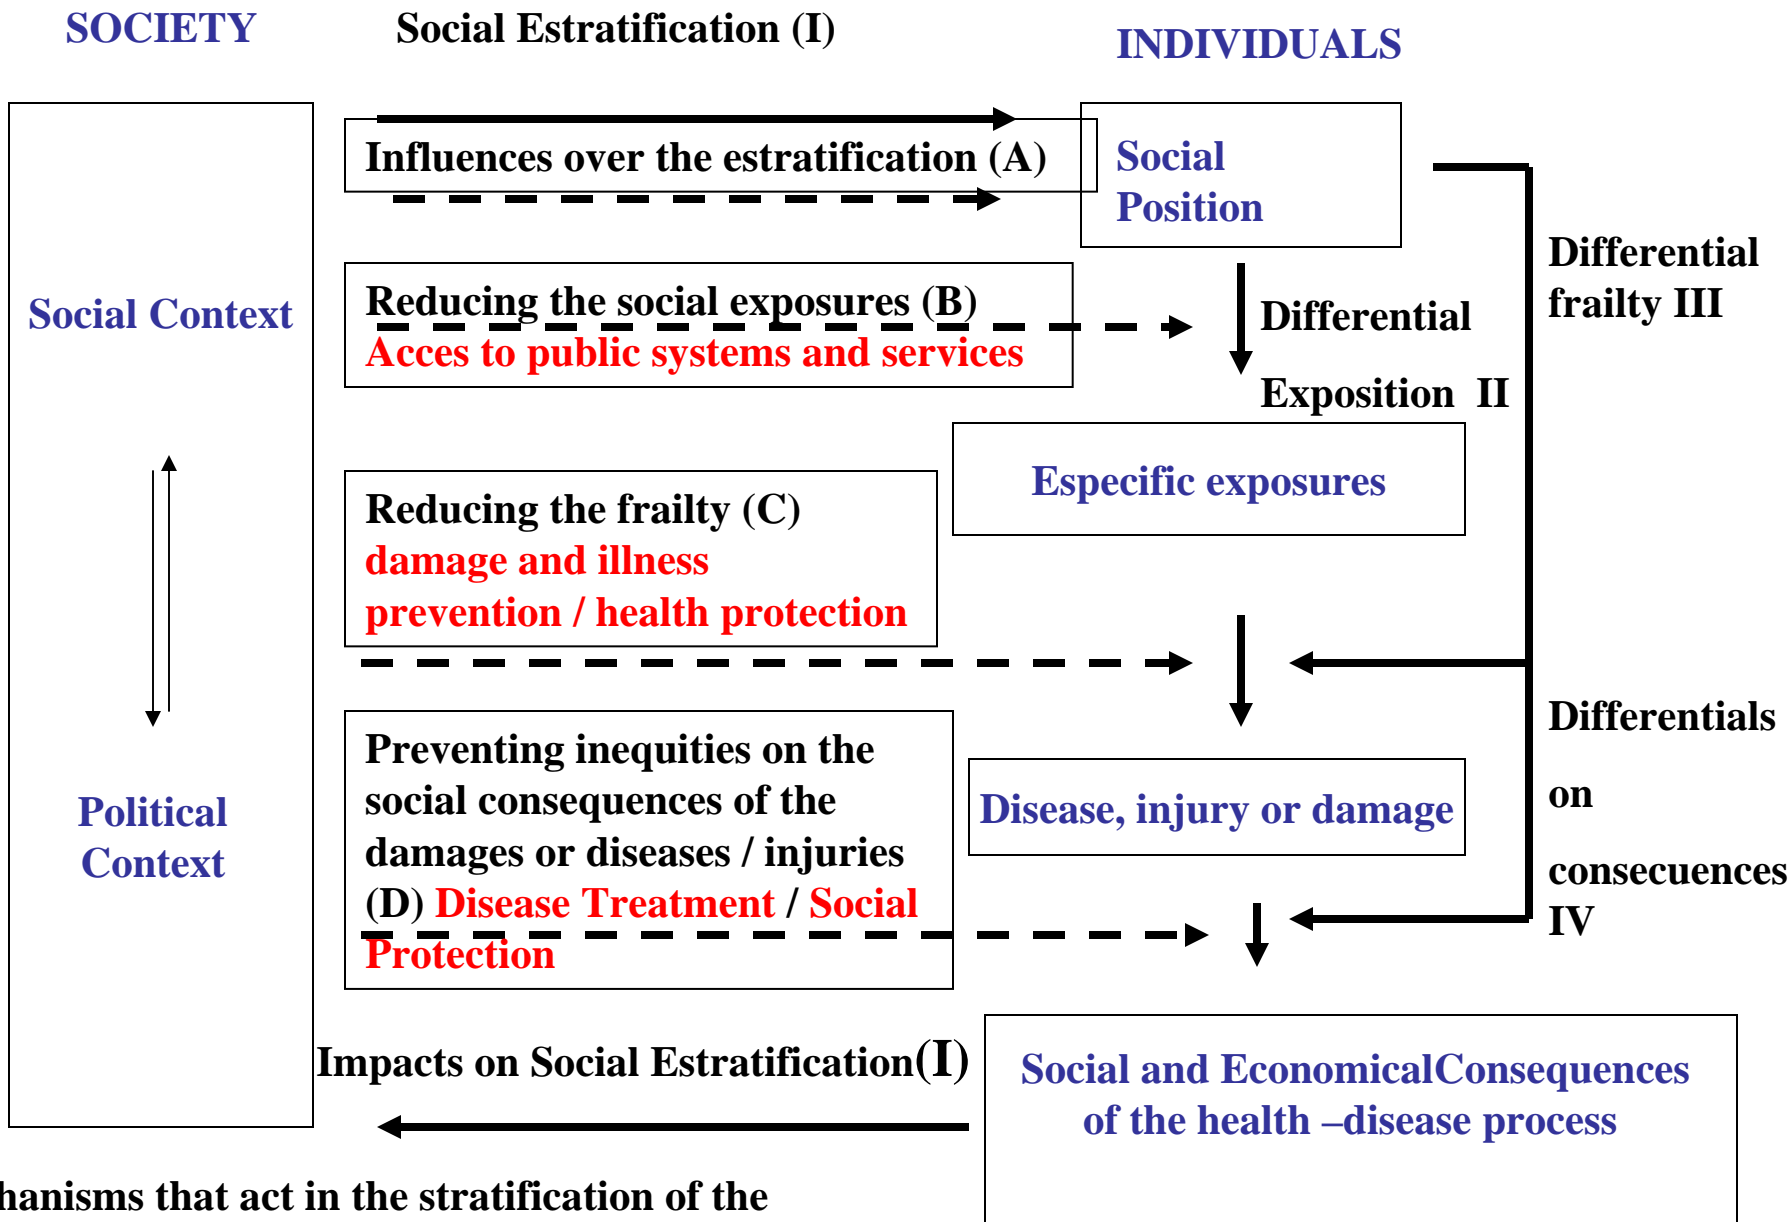 SOCIETY
Social Estratification (I)
INDIVIDUALS
Social Context
Political
Context
Influences over the estratification (A)
Social
Position
Reducing the social exposures (B)
Acces to public systems and services
Differential
Exposition II
Differential
frailty III
Especific exposures
Reducing the frailty (C)
damage and illness
prevention / health protection
Preventing inequities on the
social consequences of the
damages or diseases / injuries
(D) Disease Treatment / Social
Protection
Disease, injury or damage
Differentials
on
consecuences
IV
Impacts on Social Estratification(I)
Social and EconomicalConsequences
of the health –disease process
hanisms that act in the stratification of the